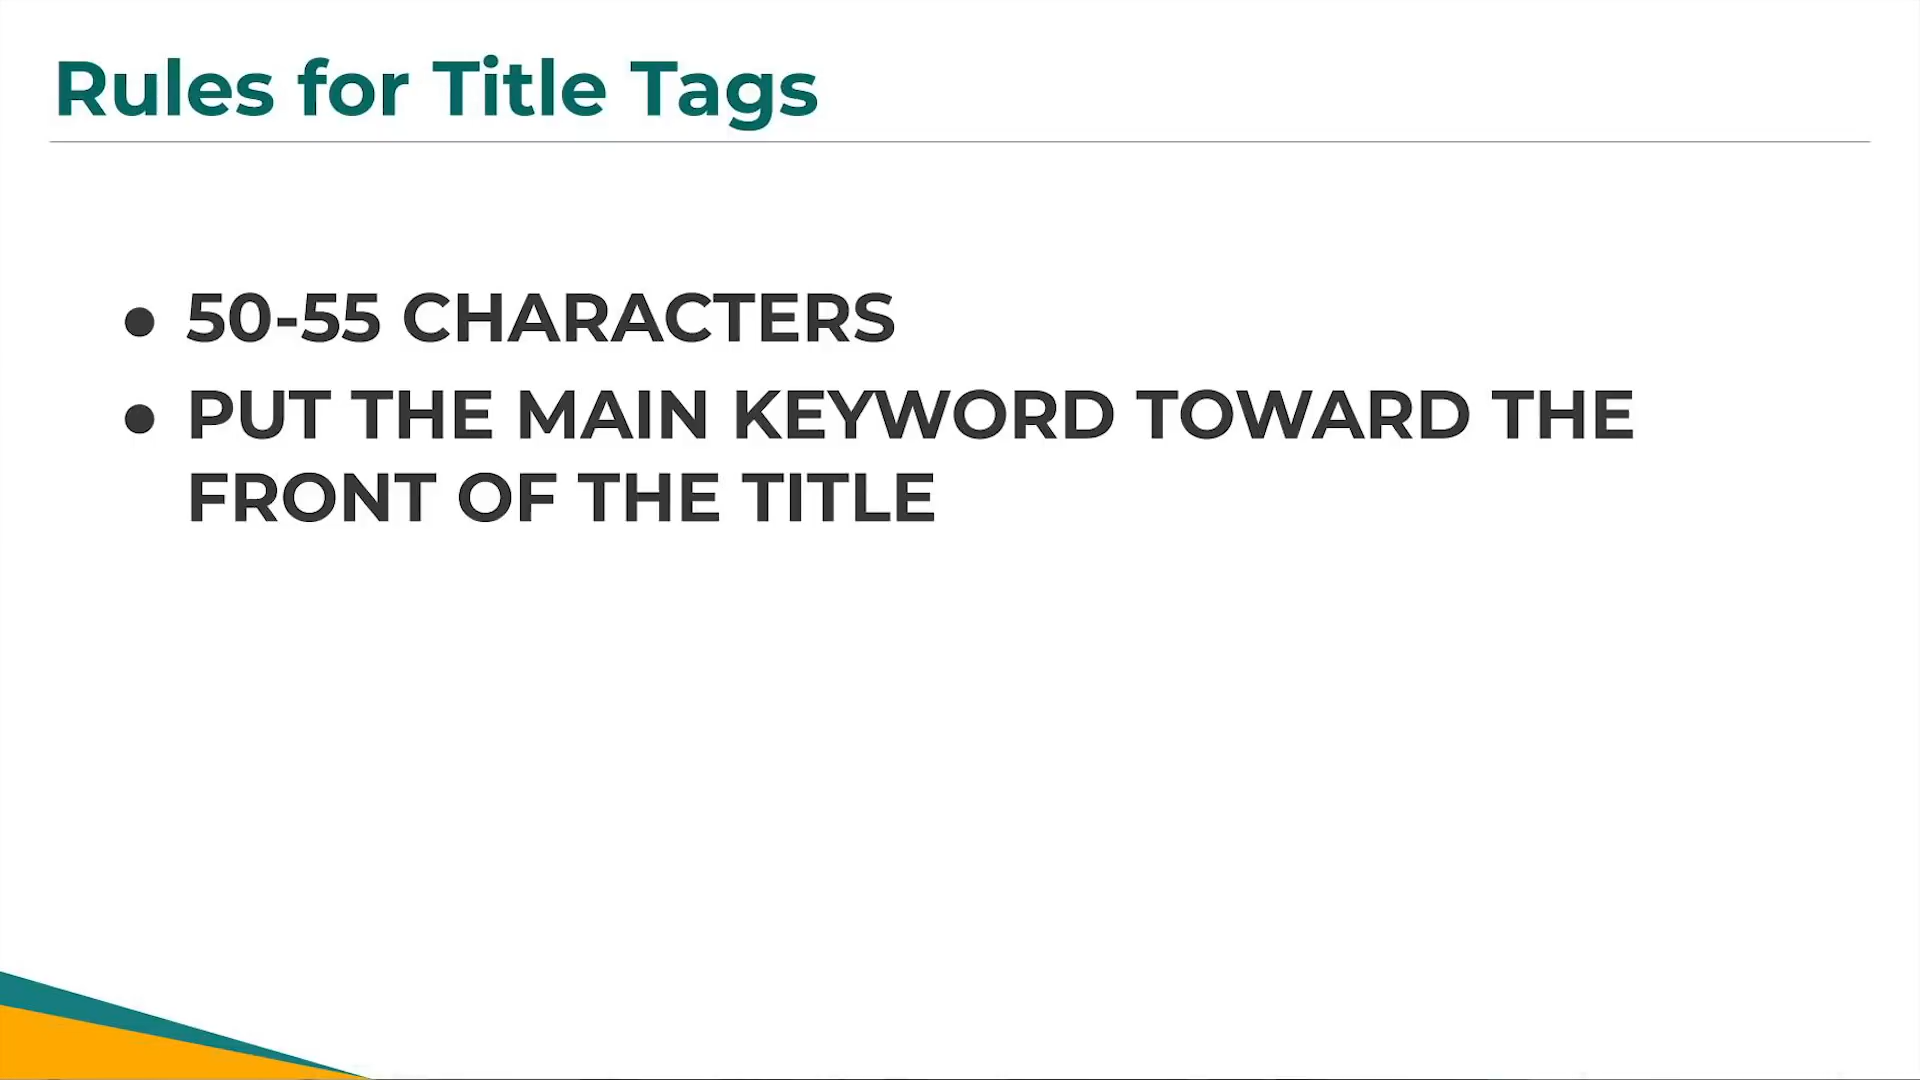 Rules for Title Tags
● 50-55 CHARACTERS
● PUT THE MAIN KEYWORD TOWARD THE
FRONT OF THE TITLE